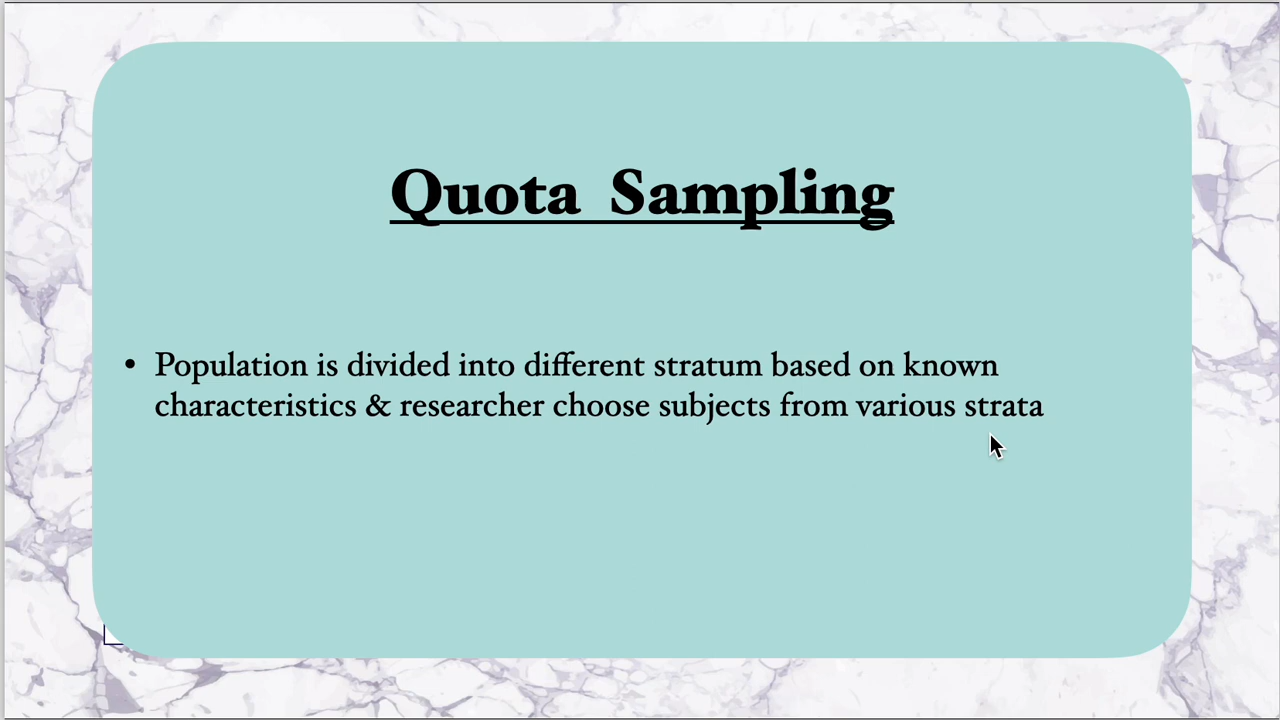 Quota Sampling
• Population is divided into different stratum based on known
characteristics & researcher choose subjects from various strata